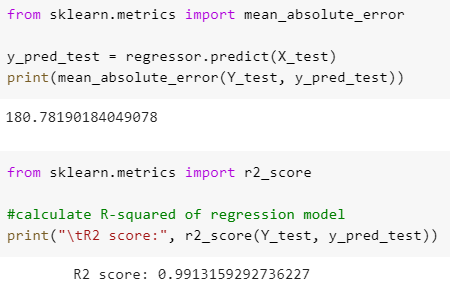 from sklearn.metrics import mean_absolute_error
y_pred_test = regressor.predict(X_test)
print(mean_absolute_error(Y_test, y_pred_test))
180.78190184049078
from sklearn.metrics import r2_score
#calculate R-squared of regression model
print("\tR2 score:", r2_score(Y_test, y_pred_test))
R2 score: 0.9913159292736227